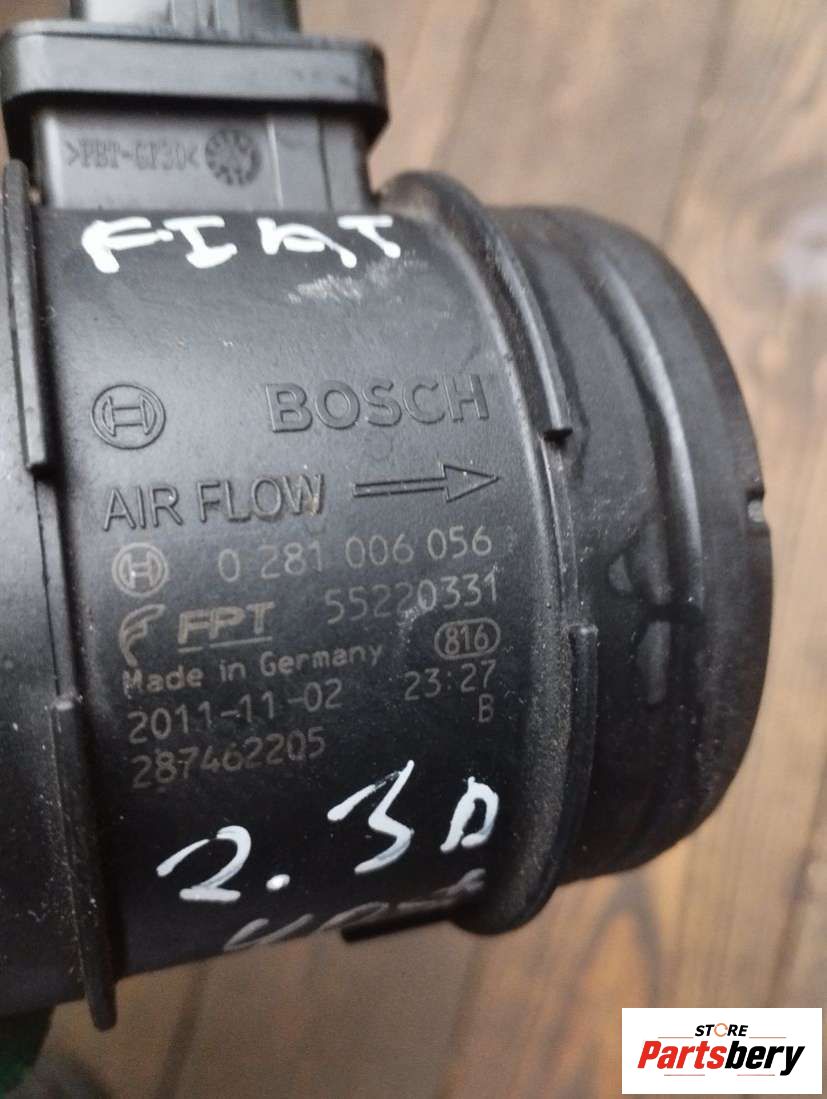 >PBT-GF30<
FIAT
BOSCH
AIR FLOW
0 281 006 056
FPT 55220331
Made in Germany 816
2011-11-02 23:27
B
287462205
2.3D
STORE
Partsbery